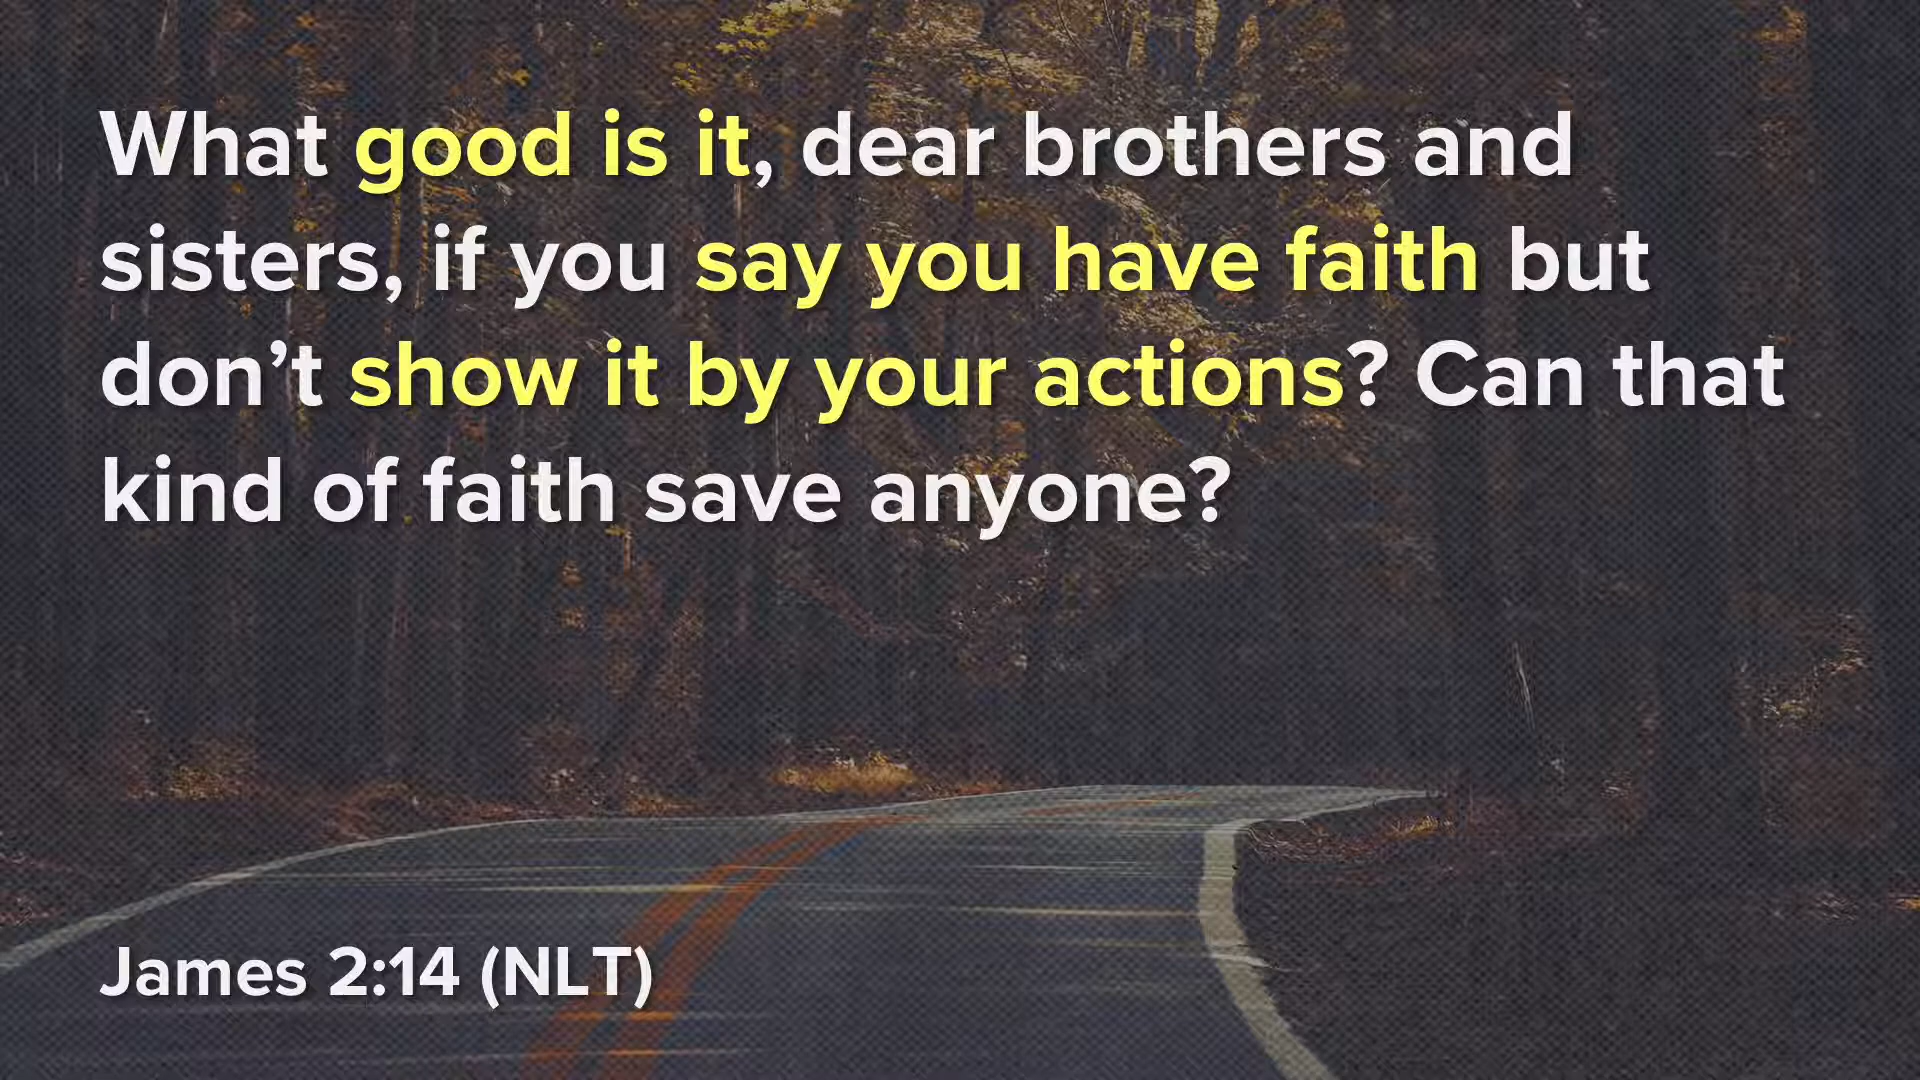 What good is it, dear brothers and
sisters, if you say you have faith but
don’t show it by your actions? Can that
kind of faith save anyone?
James 2:14 (NLT)